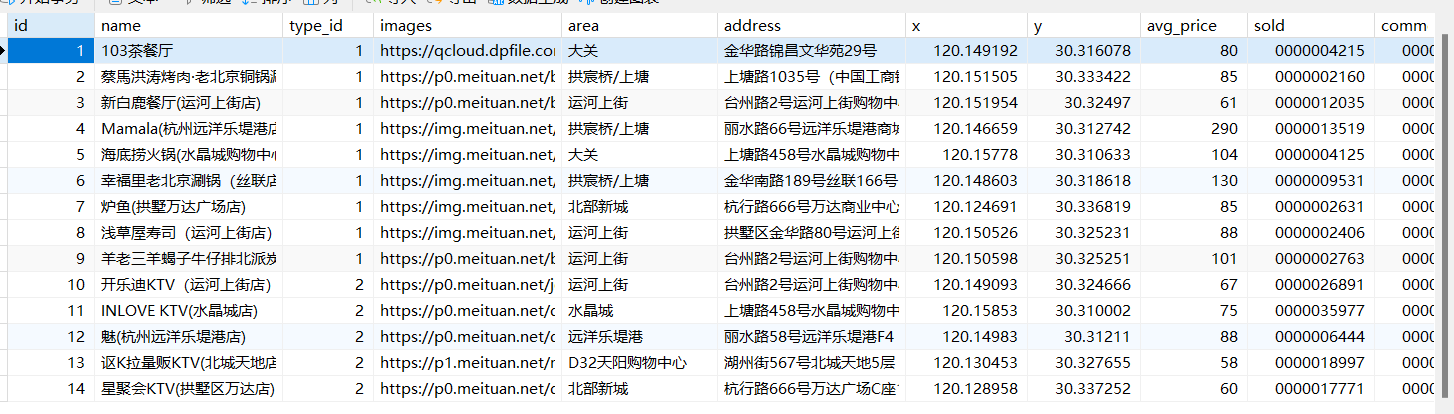 id name type_id images area address x y avg_price sold comm
1 103茶餐厅 1 https://qcloud.dpfile.co 大关 金华路锦昌文华苑29号 120.149192 30.316078 80 0000004215 0000
2 蔡馬洪涛烤肉·老北京铜锅涮 1 https://p0.meituan.net/b 拱宸桥/上塘 上塘路1035号（中国工商银 120.151505 30.333422 85 0000002160 0000
3 新白鹿餐厅(运河上街店) 1 https://p0.meituan.net/b 运河上街 台州路2号运河上街购物中 120.151954 30.32497 61 0000012035 0000
4 Mamala(杭州远洋乐堤港店 1 https://img.meituan.net/ 拱宸桥/上塘 丽水路66号远洋乐堤港商城 120.146659 30.312742 290 0000013519 0000
5 海底捞火锅(水晶城购物中心 1 https://img.meituan.net/ 大关 上塘路458号水晶城购物中 120.15778 30.310633 104 0000004125 0000
6 幸福里老北京涮锅（丝联店 1 https://img.meituan.net/ 拱宸桥/上塘 金华南路189号丝联166号 120.148603 30.318618 130 0000009531 0000
7 炉鱼(拱墅万达广场店) 1 https://img.meituan.net/ 北部新城 杭行路666号万达商业中心 120.124691 30.336819 85 0000002631 0000
8 浅草屋寿司（运河上街店） 1 https://img.meituan.net/ 运河上街 拱墅区金华路80号运河上街 120.150526 30.325231 88 0000002406 0000
9 羊老三羊蝎子牛仔排北派炭 1 https://p0.meituan.net/b 运河上街 台州路2号运河上街购物中 120.150598 30.325251 101 0000002763 0000
10 开乐迪KTV（运河上街店） 2 https://p0.meituan.net/j 运河上街 台州路2号运河上街购物中 120.149093 30.324666 67 0000026891 0000
11 INLOVE KTV(水晶城店) 2 https://p0.meituan.net/c 水晶城 上塘路458号水晶城购物中 120.15853 30.310002 75 0000035977 0000
12 魅(杭州远洋乐堤港店) 2 https://p0.meituan.net/c 远洋乐堤港 丽水路58号远洋乐堤港F4 120.14983 30.31211 88 0000006444 0000
13 讴K拉量贩KTV(北城天地店 2 https://p1.meituan.net/ D32天阳购物中心 湖州街567号北城天地5层 120.130453 30.327655 58 0000018997 0000
14 星聚会KTV(拱墅区万达店) 2 https://p0.meituan.net/c 北部新城 杭行路666号万达广场C座 120.128958 30.337252 60 0000017771 0000